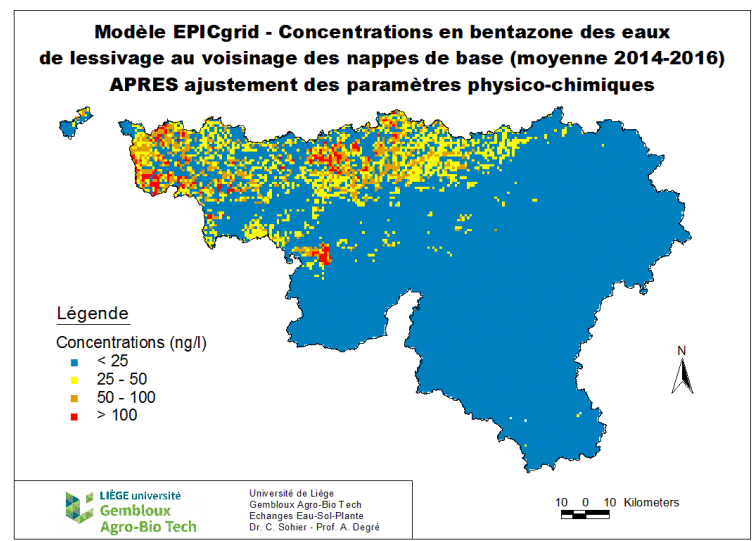 Modèle EPICgrid - Concentrations en bentazone des eaux
de lessivage au voisinage des nappes de base (moyenne 2014-2016)
APRES ajustement des paramètres physico-chimiques
Légende
Concentrations (ng/l)
< 25
25 - 50
50 - 100
> 100
N
10 0 10 Kilometers
LIÈGE université
Gembloux
Agro-Bio Tech
Université de Liège
Gembloux Agro-Bio Tech
Echanges Eau-Sol-Plante
Dr. C. Sohier - Prof. A. Degré